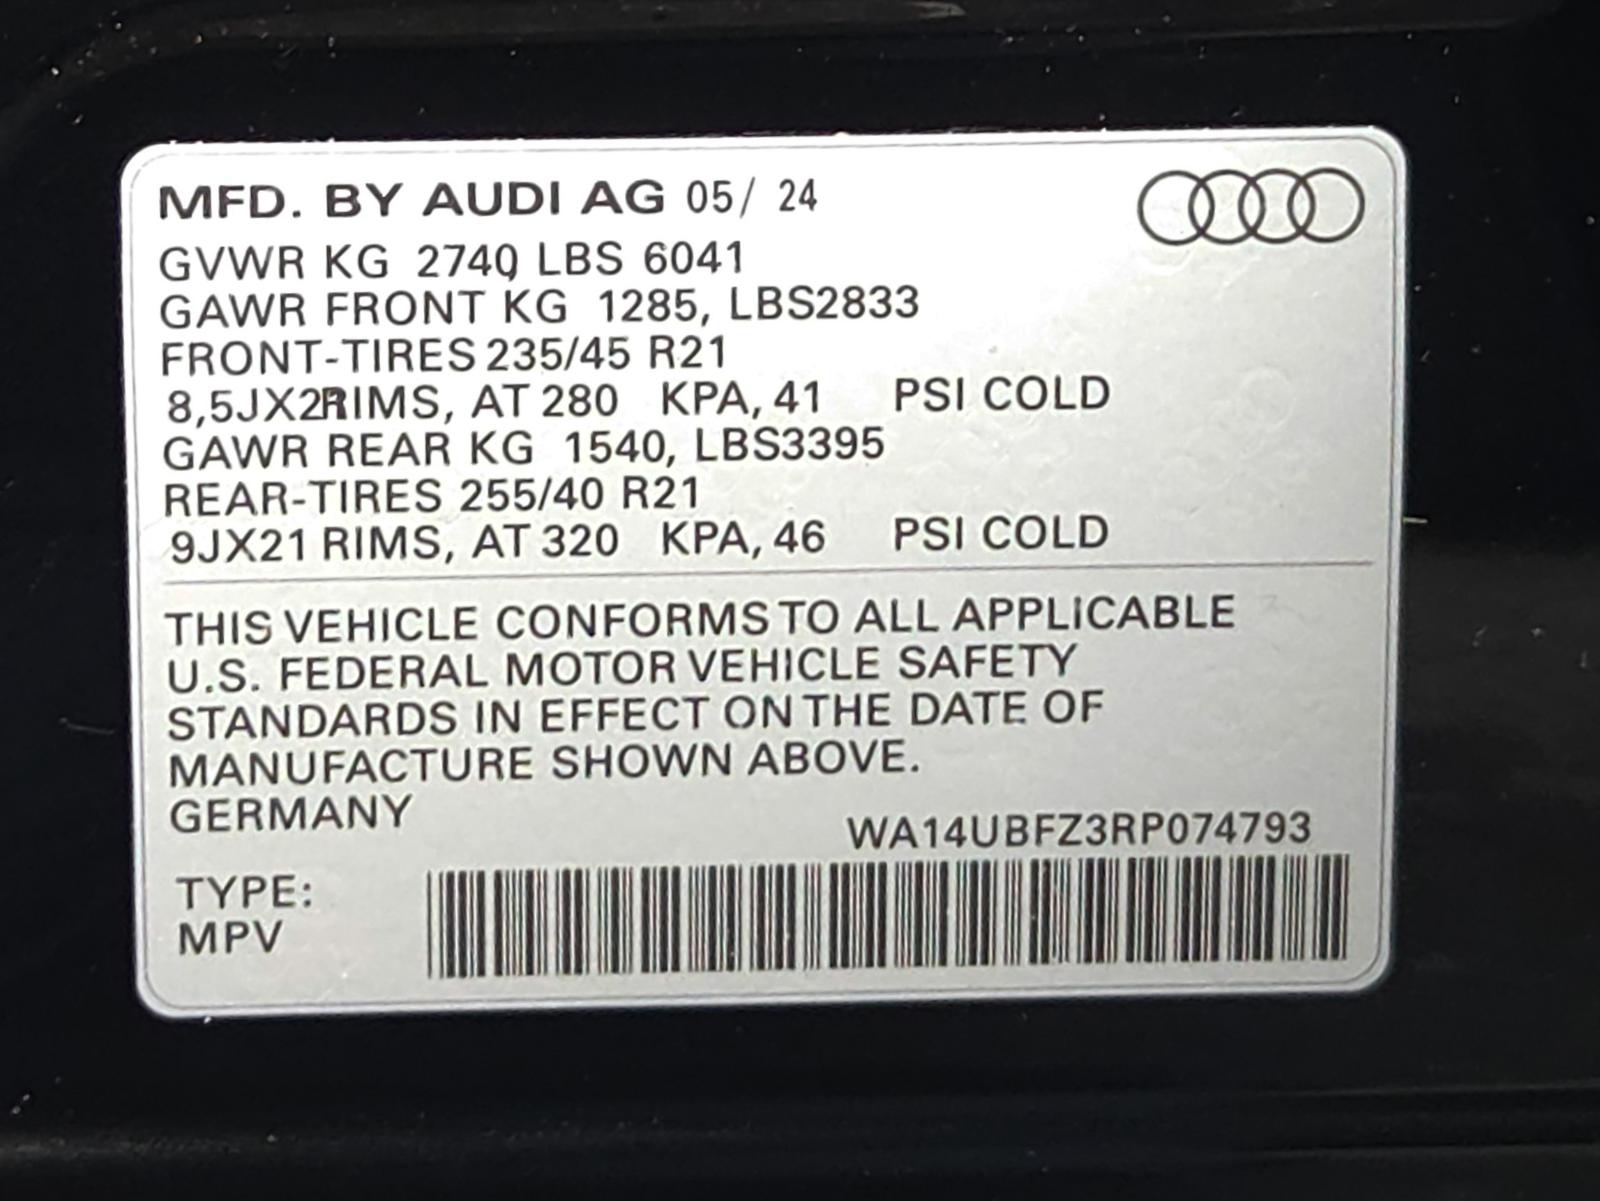 MFD. BY AUDI AG 05/ 24
GVWR KG 2740 LBS 6041
GAWR FRONT KG 1285, LBS2833
FRONT-TIRES 235/45 R21
8,5JX2RIMS, AT 280 KPA, 41 PSI COLD
GAWR REAR KG 1540, LBS3395
REAR-TIRES 255/40 R21
9JX21 RIMS, AT 320 KPA, 46 PSI COLD
THIS VEHICLE CONFORMS TO ALL APPLICABLE
U.S. FEDERAL MOTOR VEHICLE SAFETY
STANDARDS IN EFFECT ON THE DATE OF
MANUFACTURE SHOWN ABOVE.
GERMANY
WA14UBFZ3RP074793
TYPE:
MPV